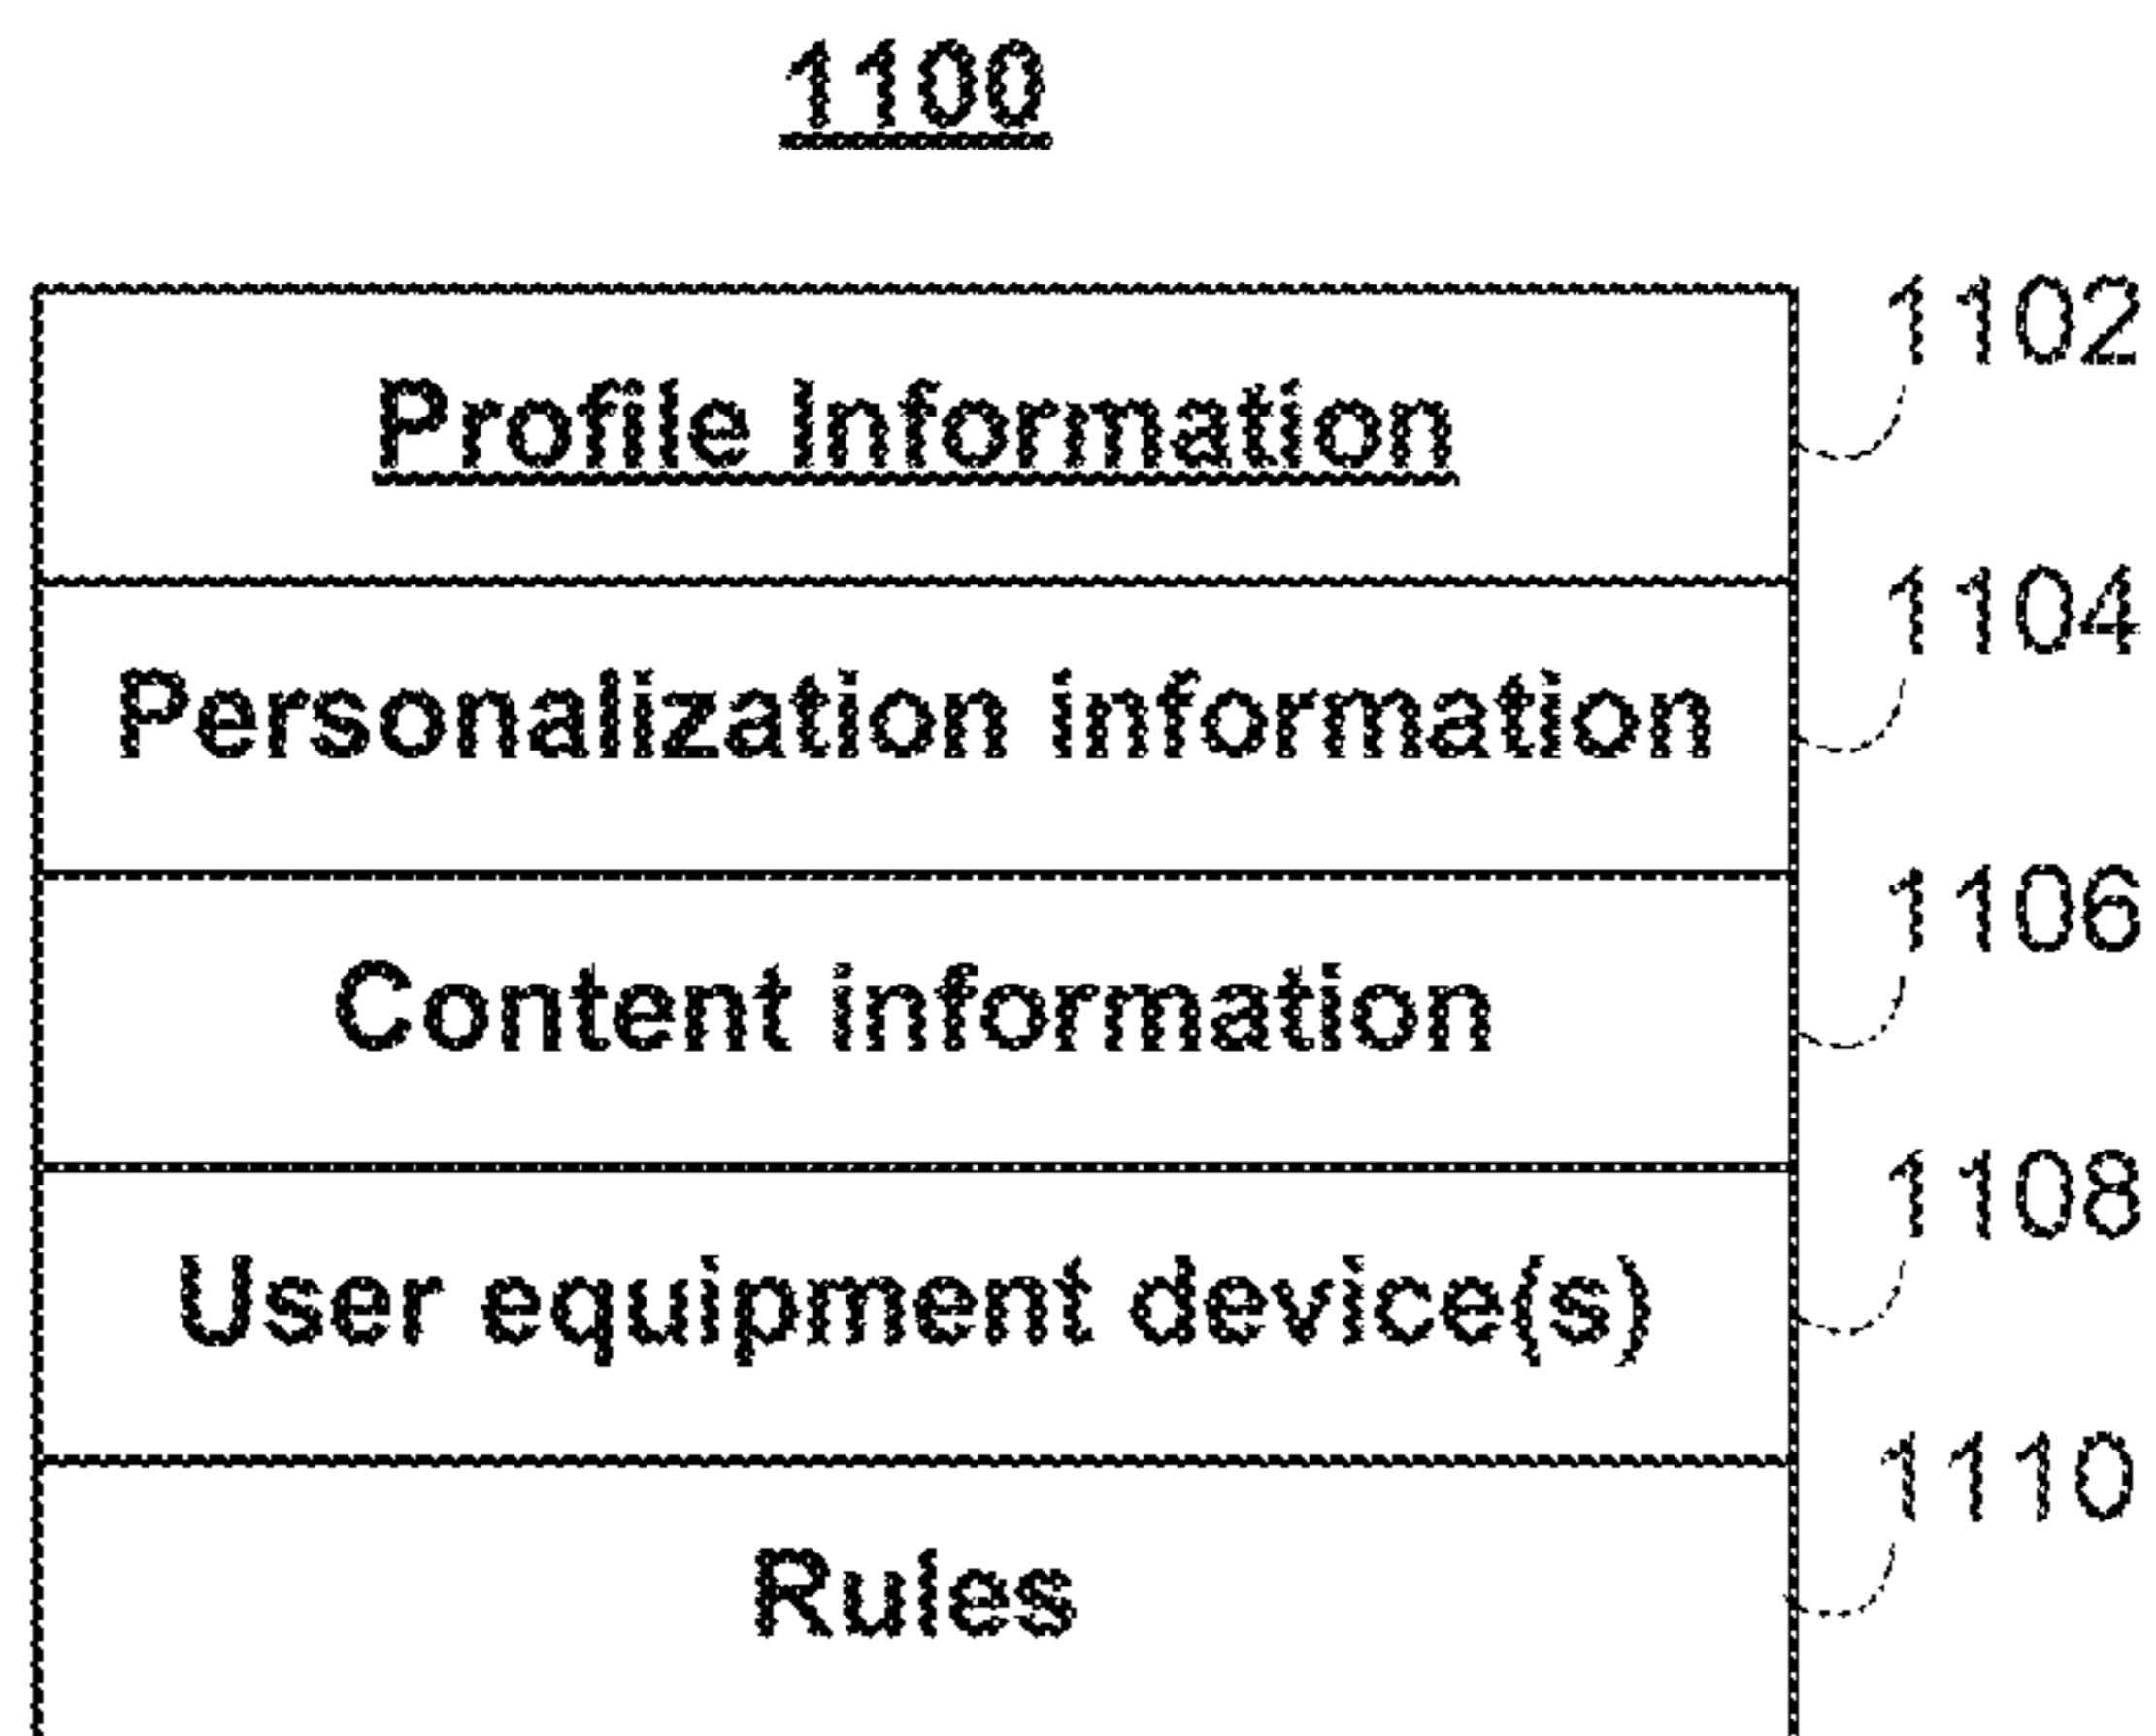 1100
1102
Profile Information
1104
Personalization information
1106
Content information
1108
User equipment device(s)
1110
Rules